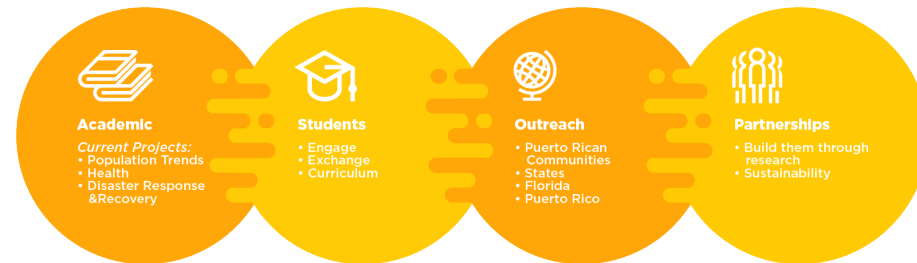 Academic
Current Projects:
• Population Trends
• Health
• Disaster Response
&Recovery
Students
• Engage
• Exchange
• Curriculum
Outreach
• Puerto Rican
Communities
• States
• Florida
• Puerto Rico
Partnerships
• Build them through
research
• Sustainability